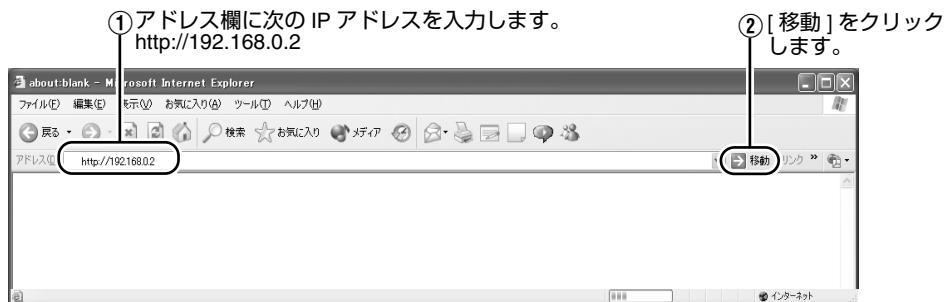 ①アドレス欄に次の IP アドレスを入力します。
http://192.168.0.2
②[ 移動 ] をクリック
します。
about:blank - Microsoft Internet Explorer
ファイル(F) 編集(E) 表示(V) お気に入り(A) ツール(T) ヘルプ(H)
戻る 検索 お気に入り メディア
アドレス(D) http://192.168.0.2 移動 リンク »
インターネット